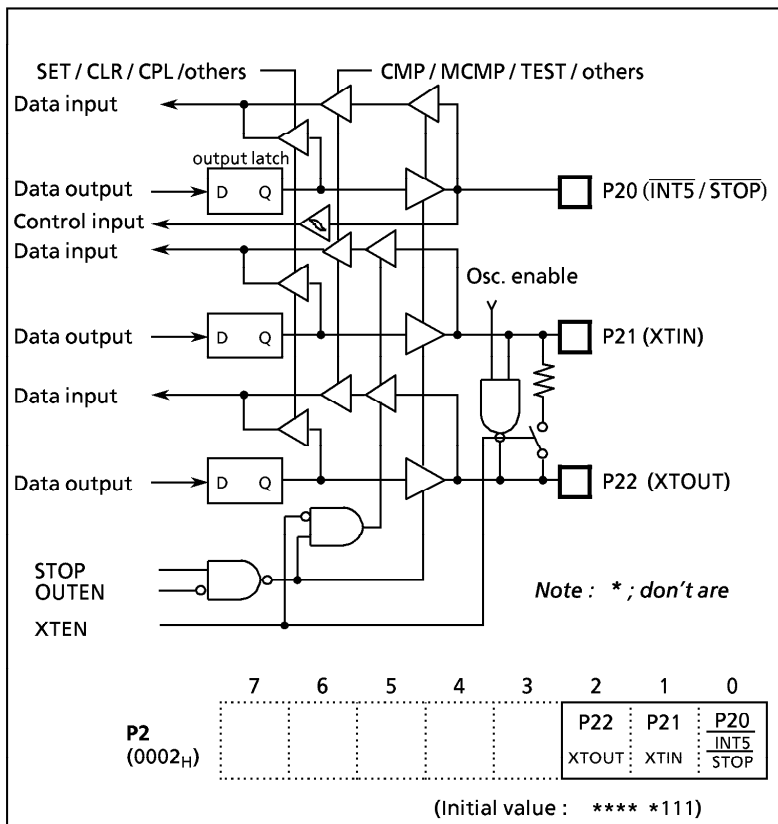 SET / CLR / CPL /others
CMP / MCMP / TEST / others
Data input
output latch
Data output
D Q
P20 (INT5 / STOP)
Control input
Data input
Osc. enable
Data output
D Q
P21 (XTIN)
Data input
Data output
D Q
P22 (XTOUT)
STOP
OUTEN
Note : * ; don't are
XTEN
7 6 5 4 3 2 1 0
P2
(0002H)
P22 P21 P20
XTOUT XTIN INT5
STOP
(Initial value : **** *111)